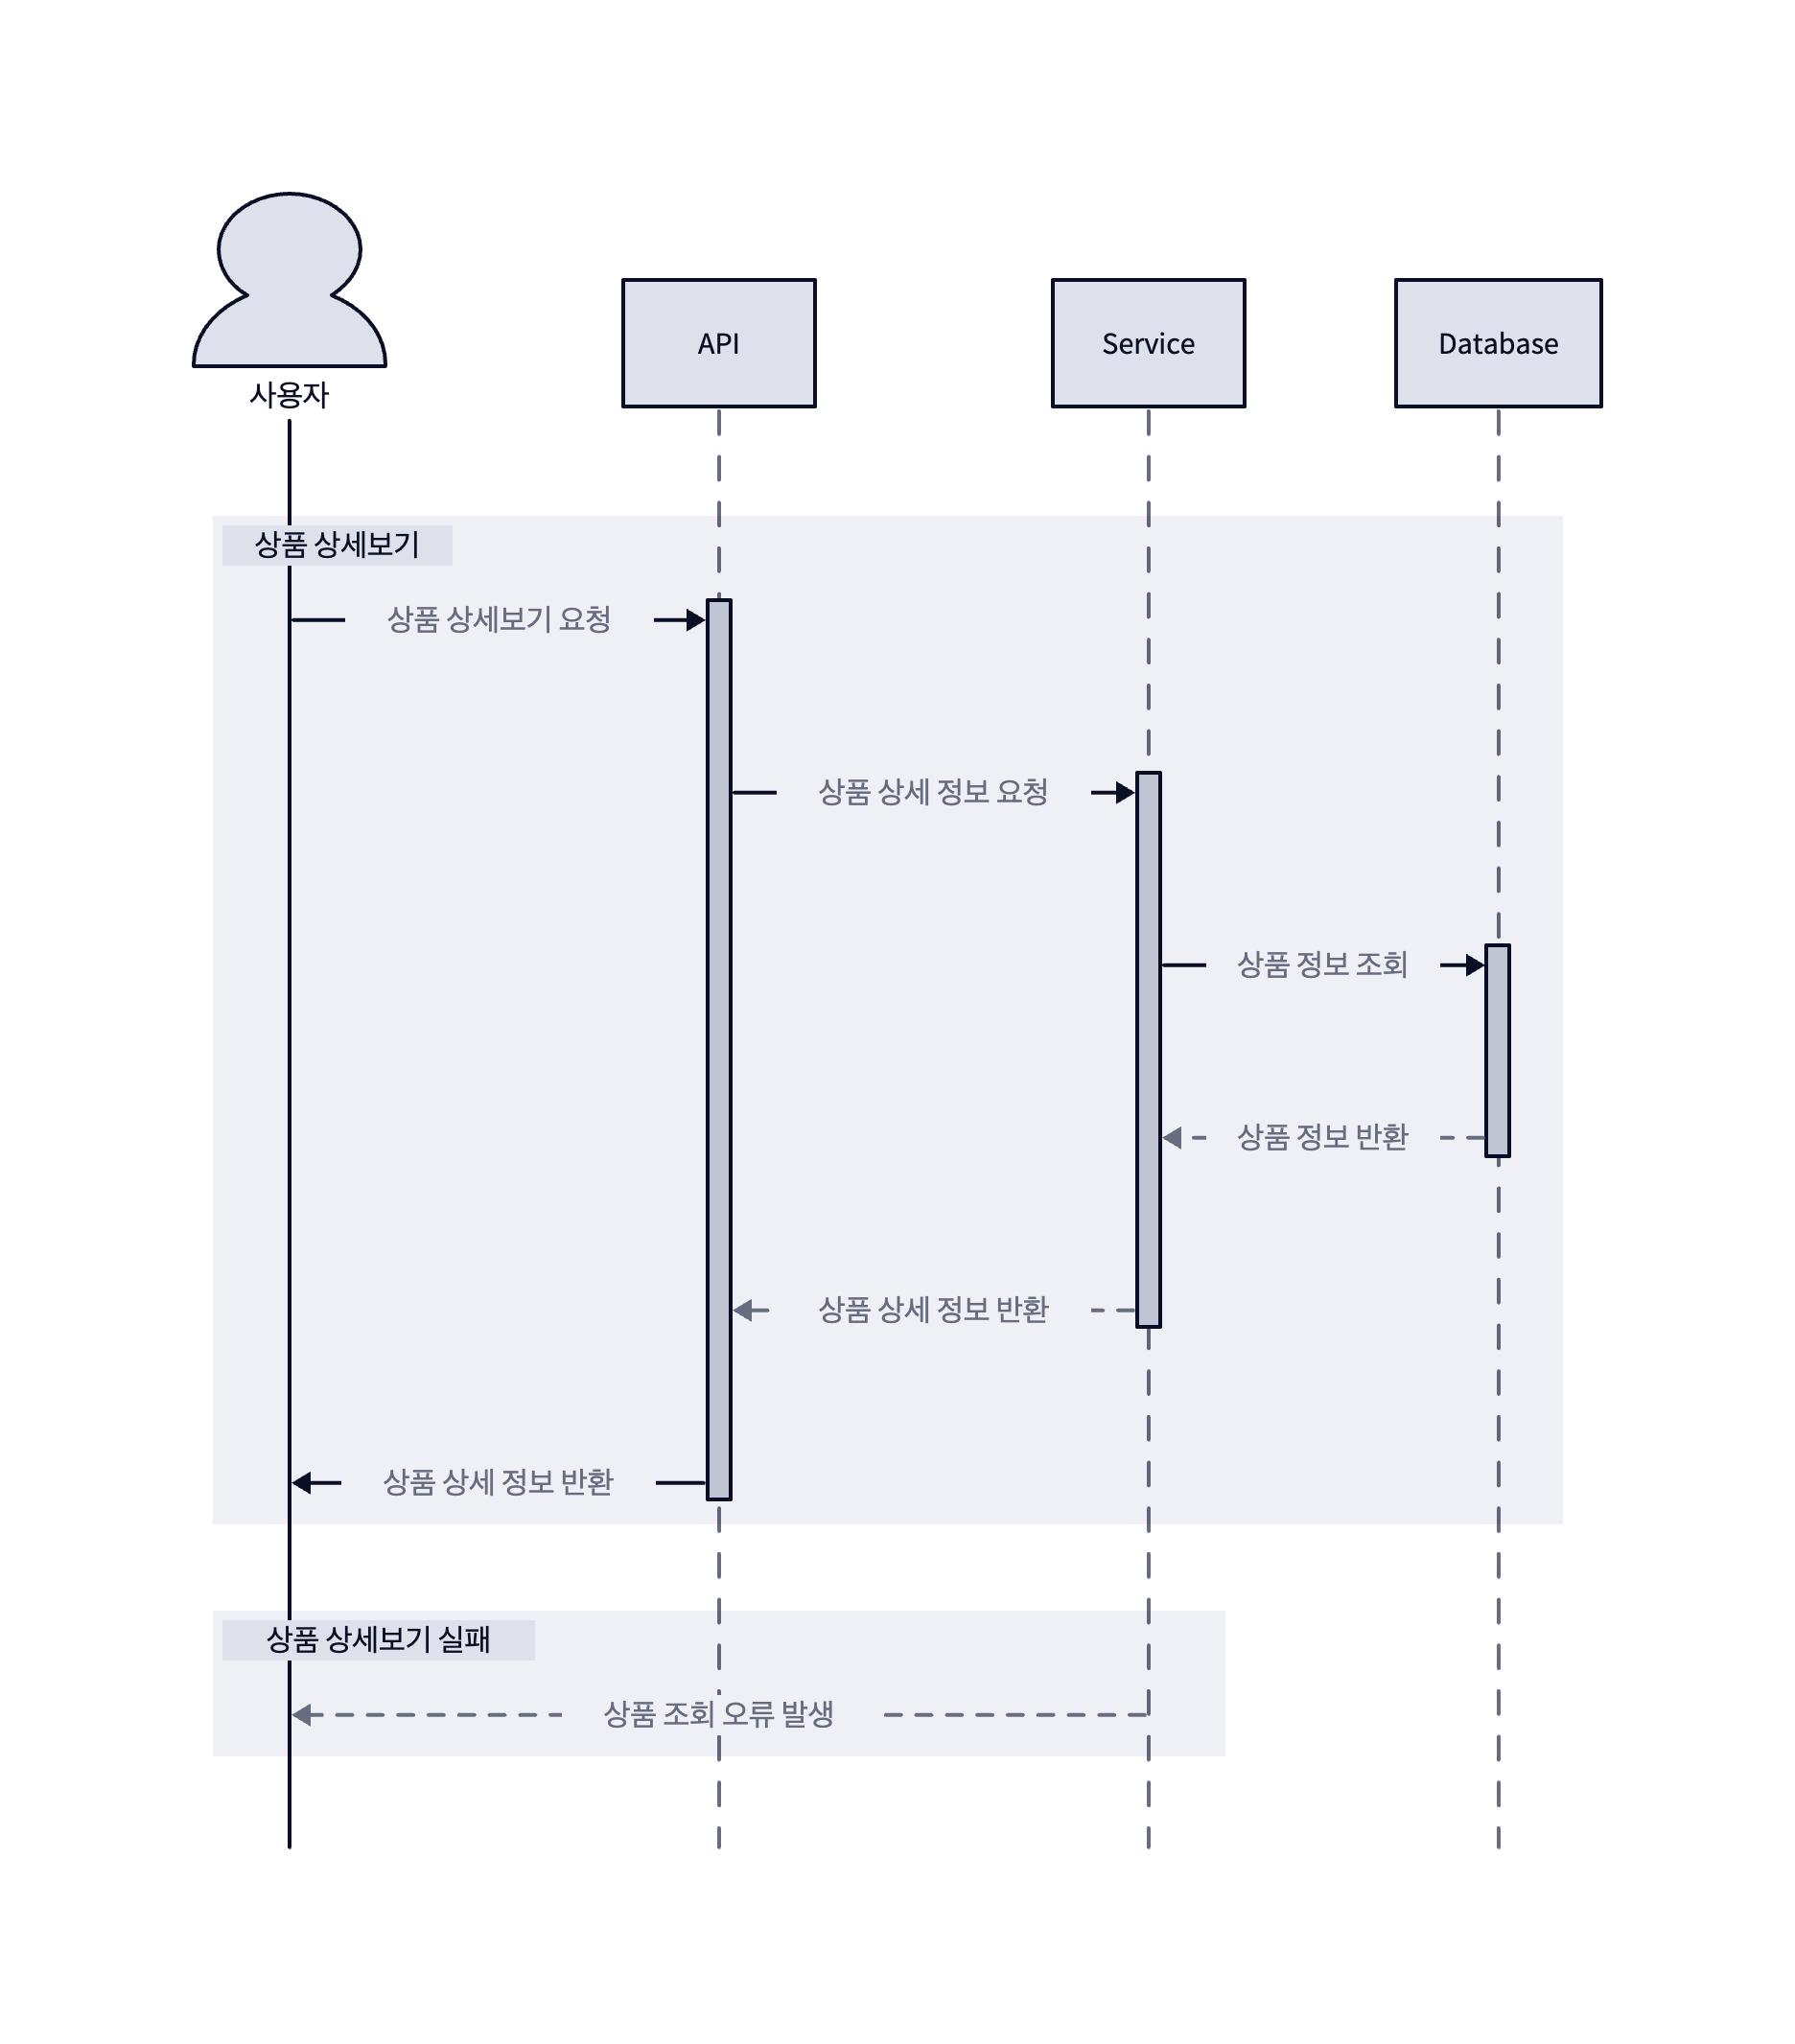 사용자
API
Service
Database
상품 상세보기
상품 상세보기 요청
상품 상세 정보 요청
상품 정보 조회
상품 정보 반환
상품 상세 정보 반환
상품 상세 정보 반환
상품 상세보기 실패
상품 조회 오류 발생